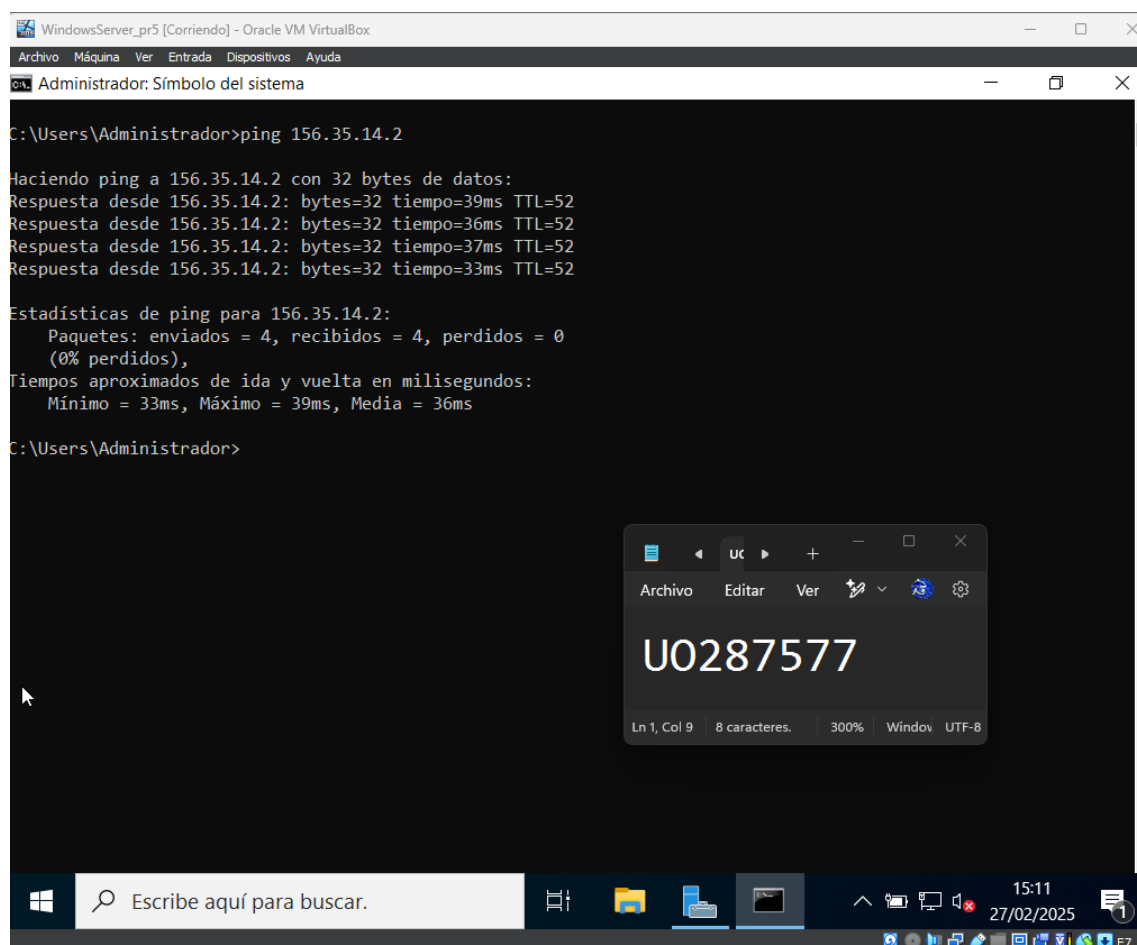 WindowsServer_pr5 [Corriendo] - Oracle VM VirtualBox
Archivo Máquina Ver Entrada Dispositivos Ayuda
Administrador: Símbolo del sistema
C:\Users\Administrador>ping 156.35.14.2
Haciendo ping a 156.35.14.2 con 32 bytes de datos:
Respuesta desde 156.35.14.2: bytes=32 tiempo=39ms TTL=52
Respuesta desde 156.35.14.2: bytes=32 tiempo=36ms TTL=52
Respuesta desde 156.35.14.2: bytes=32 tiempo=37ms TTL=52
Respuesta desde 156.35.14.2: bytes=32 tiempo=33ms TTL=52
Estadísticas de ping para 156.35.14.2:
Paquetes: enviados = 4, recibidos = 4, perdidos = 0
(0% perdidos),
Tiempos aproximados de ida y vuelta en milisegundos:
Mínimo = 33ms, Máximo = 39ms, Media = 36ms
C:\Users\Administrador>
Archivo Editar Ver
UO287577
Ln 1, Col 9 8 caracteres. 300% UTF-8
Escribe aquí para buscar.
15:11
27/02/2025
1